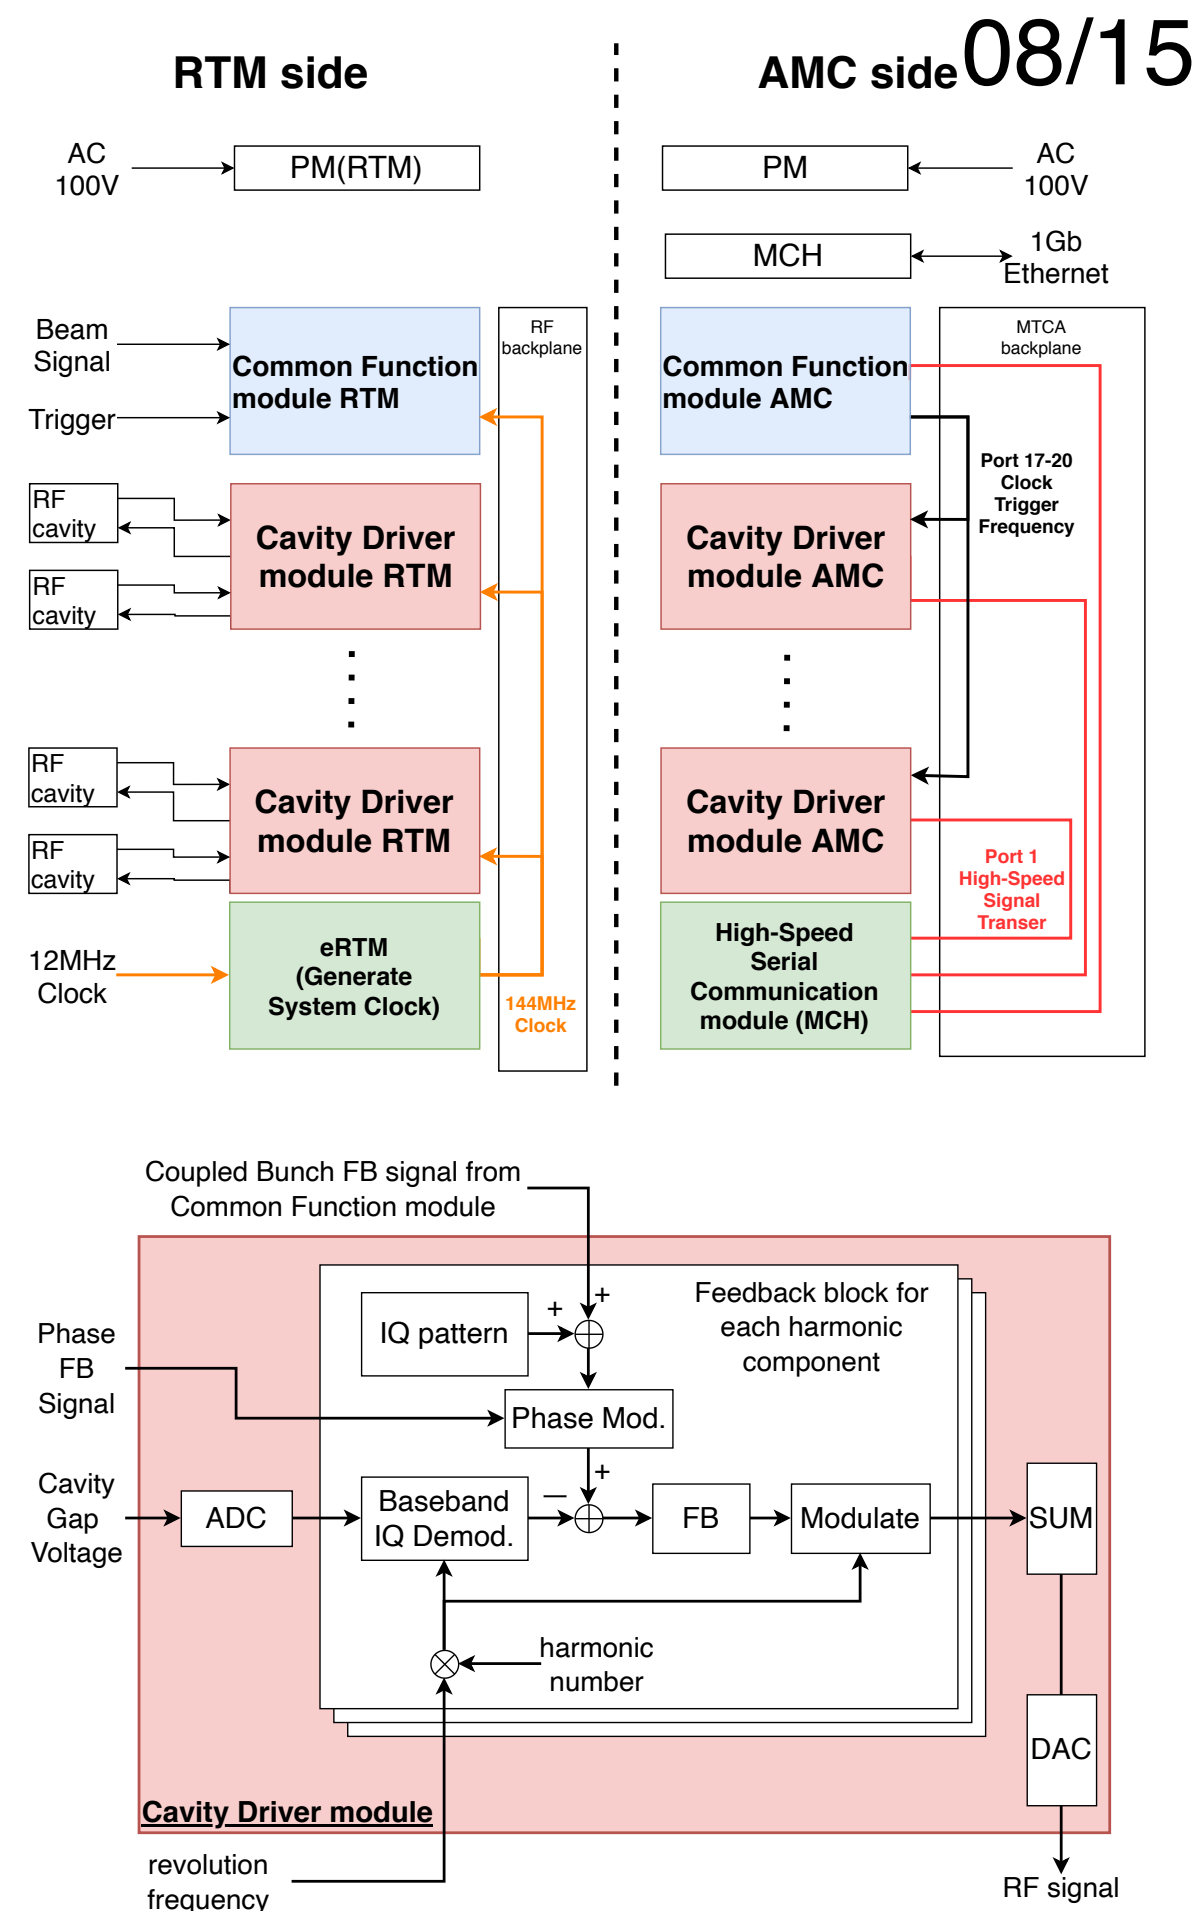 RTM side
AMC side
08/15
AC
100V
PM(RTM)
PM
AC
100V
MCH
1Gb
Ethernet
Beam
Signal
Trigger
Common Function
module RTM
RF
backplane
Common Function
module AMC
MTCA
backplane
Port 17-20
Clock
Trigger
Frequency
RF
cavity
RF
cavity
Cavity Driver
module RTM
Cavity Driver
module AMC
RF
cavity
RF
cavity
Cavity Driver
module RTM
Cavity Driver
module AMC
Port 1
High-Speed
Signal
Transer
12MHz
Clock
eRTM
(Generate
System Clock)
144MHz
Clock
High-Speed
Serial
Communication
module (MCH)
Coupled Bunch FB signal from
Common Function module
Phase
FB
Signal
IQ pattern
+
+
Feedback block for
each harmonic
component
Phase Mod.
Cavity
Gap
Voltage
ADC
Baseband
IQ Demod.
−
+
FB
Modulate
SUM
harmonic
number
DAC
Cavity Driver module
revolution
frequency
RF signal